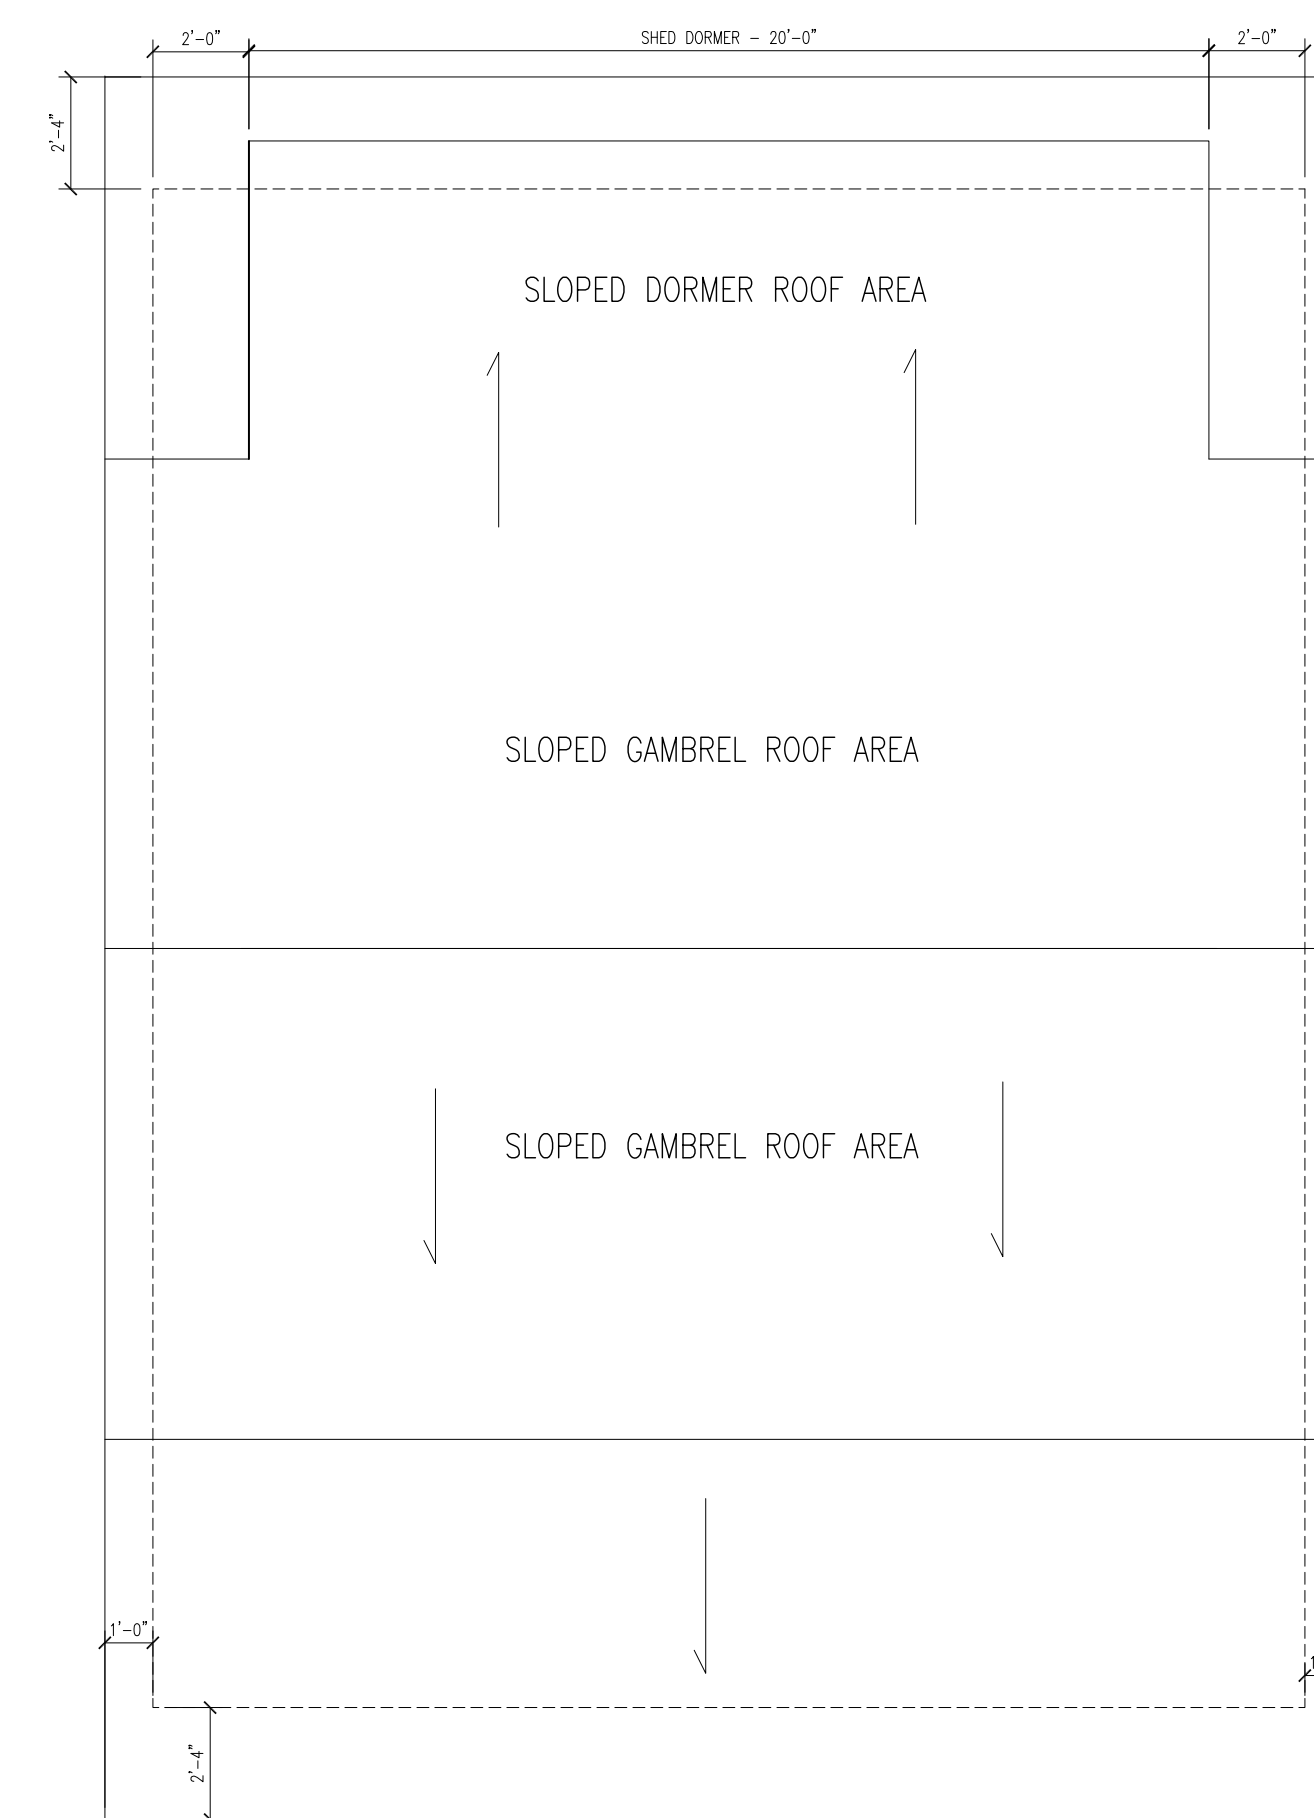 2'-0"
SHED DORMER - 20'-0"
2'-0"
2'-4"
SLOPED DORMER ROOF AREA
SLOPED GAMBREL ROOF AREA
SLOPED GAMBREL ROOF AREA
1'-0"
2'-4"